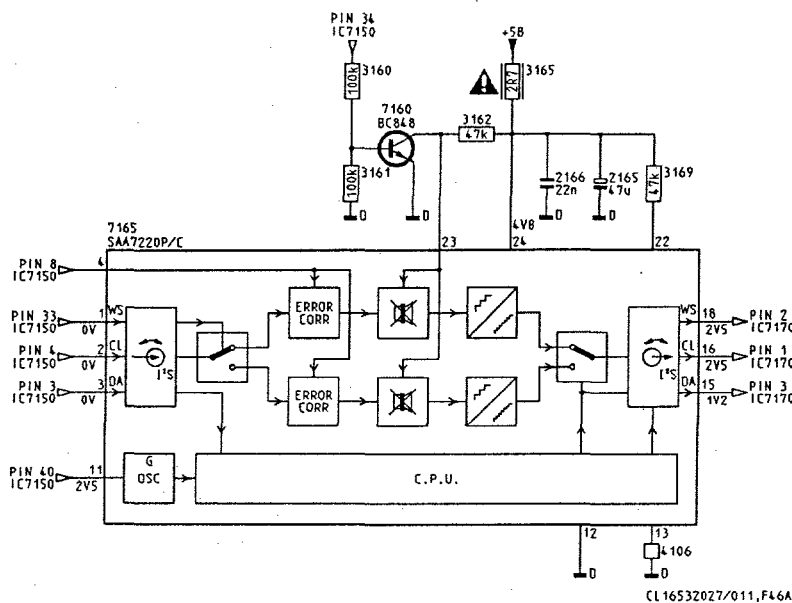 PIN 34
IC7150
+5B
3160
100k
3165
2R7
7160
BC848
3162
47k
3161
100k
2166
22n
2165
47u
3169
47k
D
D
D
D
4V8
7165
SAA7220P/C
23
24
22
PIN 8
IC7150
4
PIN 33
IC7150
1
WS
0V
PIN 4
IC7150
2
CL
0V
PIN 3
IC7150
3
DA
0V
I²S
ERROR
CORR
ERROR
CORR
WS
18
2V5
PIN 2
IC7170
CL
16
2V5
PIN 1
IC7170
DA
15
1V2
PIN 3
IC7170
I²S
PIN 40
IC7150
11
2V5
G
OSC
C.P.U.
12
13
4106
D
D
CL16532027/011,F46A